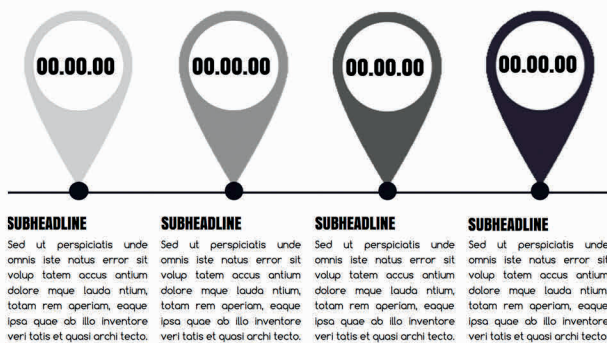 00.00.00 00.00.00 00.00.00 00.00.00
SUBHEADLINE
Sed ut perspiciatis unde
omnis iste natus error sit
volup tatem accus antium
dolore mque lauda ntium,
totam rem aperiam, eaque
ipsa quae ab illo inventore
veri tatis et quasi archi tecto.
SUBHEADLINE
Sed ut perspiciatis unde
omnis iste natus error sit
volup tatem accus antium
dolore mque lauda ntium,
totam rem aperiam, eaque
ipsa quae ab illo inventore
veri tatis et quasi archi tecto.
SUBHEADLINE
Sed ut perspiciatis unde
omnis iste natus error sit
volup tatem accus antium
dolore mque lauda ntium,
totam rem aperiam, eaque
ipsa quae ab illo inventore
veri tatis et quasi archi tecto.
SUBHEADLINE
Sed ut perspiciatis unde
omnis iste natus error sit
volup tatem accus antium
dolore mque lauda ntium,
totam rem aperiam, eaque
ipsa quae ab illo inventore
veri tatis et quasi archi tecto.